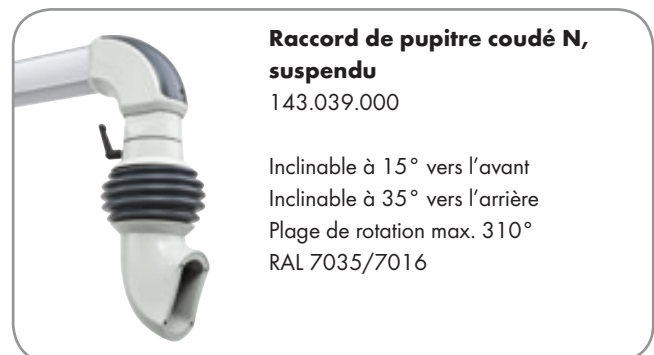 Raccord de pupitre coudé N,
suspendu
143.039.000
Inclinable à 15° vers l’avant
Inclinable à 35° vers l’arrière
Plage de rotation max. 310°
RAL 7035/7016